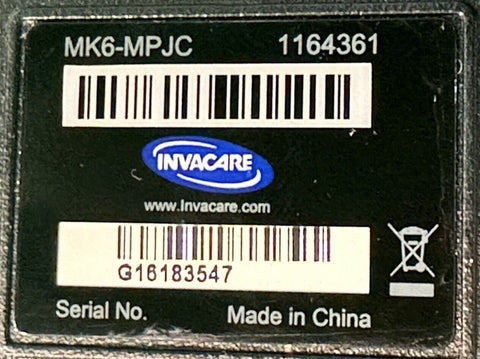 MK6-MPJC 1164361
INVACARE
www.Invacare.com
G16183547
Serial No. Made in China